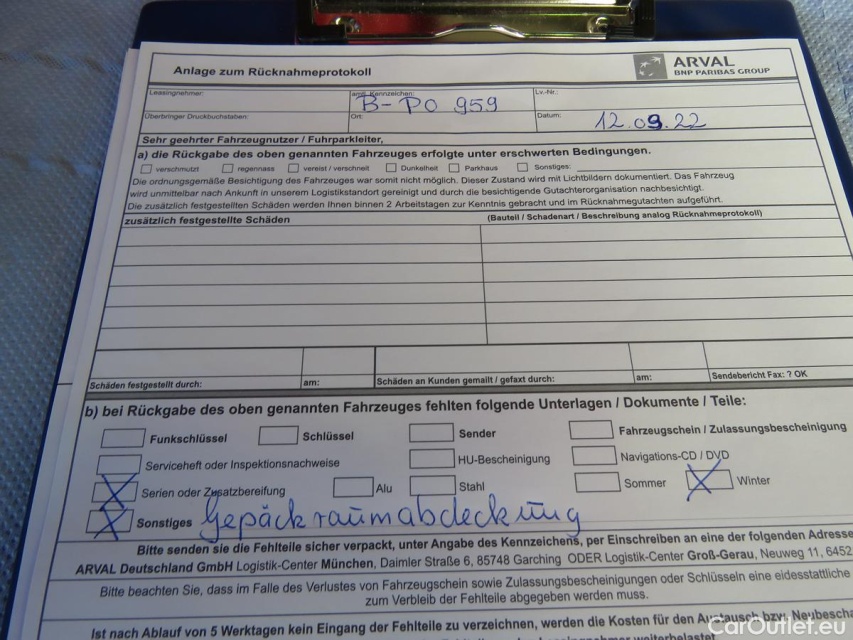 Anlage zum Rücknahmeprotokoll
ARVAL
BNP PARIBAS GROUP
Leasingnehmer:
amtl. Kennzeichen:
B-PO 959
Lv.-Nr.:
Überbringer Druckbuchstaben:
Ort:
Datum:
12.09.22
Sehr geehrter Fahrzeugnutzer / Fuhrparkleiter,
a) die Rückgabe des oben genannten Fahrzeuges erfolgte unter erschwerten Bedingungen.
verschmutzt regennass vereist / verschneit Dunkelheit Parkhaus Sonstiges:
Die ordnungsgemäße Besichtigung des Fahrzeuges war somit nicht möglich. Dieser Zustand wird mit Lichtbildern dokumentiert. Das Fahrzeug
wird unmittelbar nach Ankunft in unserem Logistikstandort gereinigt und durch die besichtigende Gutachterorganisation nachbesichtigt.
Die zusätzlich festgestellten Schäden werden Ihnen binnen 2 Arbeitstagen zur Kenntnis gebracht und im Rücknahmegutachten aufgeführt.
zusätzlich festgestellte Schäden (Bauteil / Schadenart / Beschreibung analog Rücknahmeprotokoll)
Schäden festgestellt durch: am: Schäden an Kunden gemailt / gefaxt durch: am: Sendebericht Fax: ? OK
b) bei Rückgabe des oben genannten Fahrzeuges fehlten folgende Unterlagen / Dokumente / Teile:
Funkschlüssel Schlüssel Sender Fahrzeugschein / Zulassungsbescheinigung
Serviceheft oder Inspektionsnachweise HU-Bescheinigung Navigations-CD / DVD
Serien oder Zusatzbereifung Alu Stahl Sommer Winter
Sonstiges Gepäckraumabdeckung
Bitte senden sie die Fehlteile sicher verpackt, unter Angabe des Kennzeichens, per Einschreiben an eine der folgenden Adresse
ARVAL Deutschland GmbH Logistik-Center München, Daimler Straße 6, 85748 Garching ODER Logistik-Center Groß-Gerau, Neuweg 11, 6452
Bitte beachten Sie, dass im Falle des Verlustes von Fahrzeugschein sowie Zulassungsbescheinigungen oder Schlüsseln eine eidesstattliche
zum Verbleib der Fehlteile abgegeben werden muss.
Ist nach Ablauf von 5 Werktagen kein Eingang der Fehlteile zu verzeichnen, werden die Kosten für den Austausch bzw. Neubescha
CarOutlet.eu